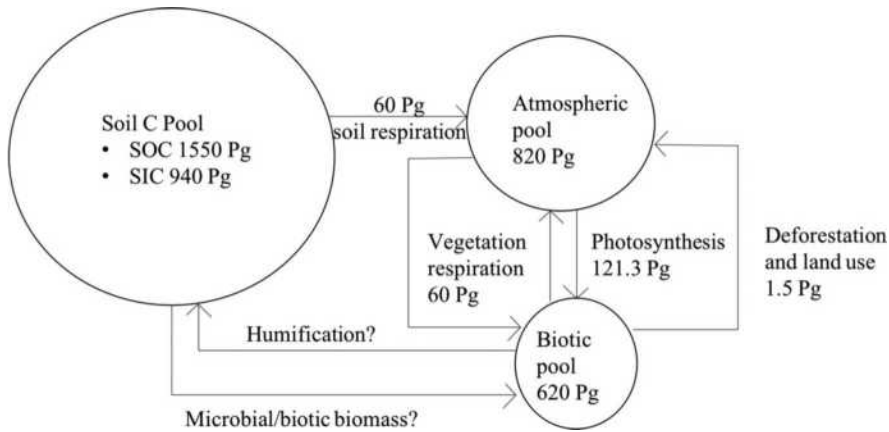 Soil C Pool
• SOC 1550 Pg
• SIC 940 Pg
60 Pg
soil respiration
Atmospheric
pool
820 Pg
Vegetation
respiration
60 Pg
Photosynthesis
121.3 Pg
Deforestation
and land use
1.5 Pg
Humification?
Biotic
pool
620 Pg
Microbial/biotic biomass?